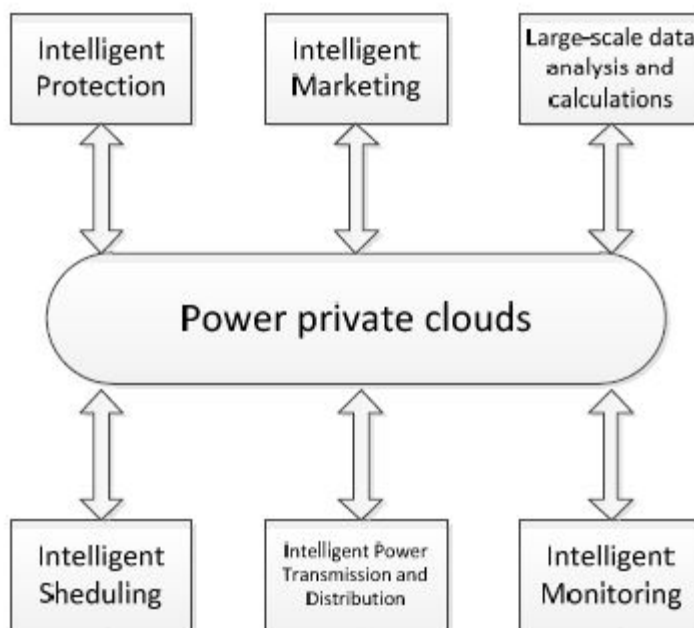 Intelligent
Protection
Intelligent
Marketing
Large-scale data
analysis and
calculations
Power private clouds
Intelligent
Sheduling
Intelligent Power
Transmission and
Distribution
Intelligent
Monitoring